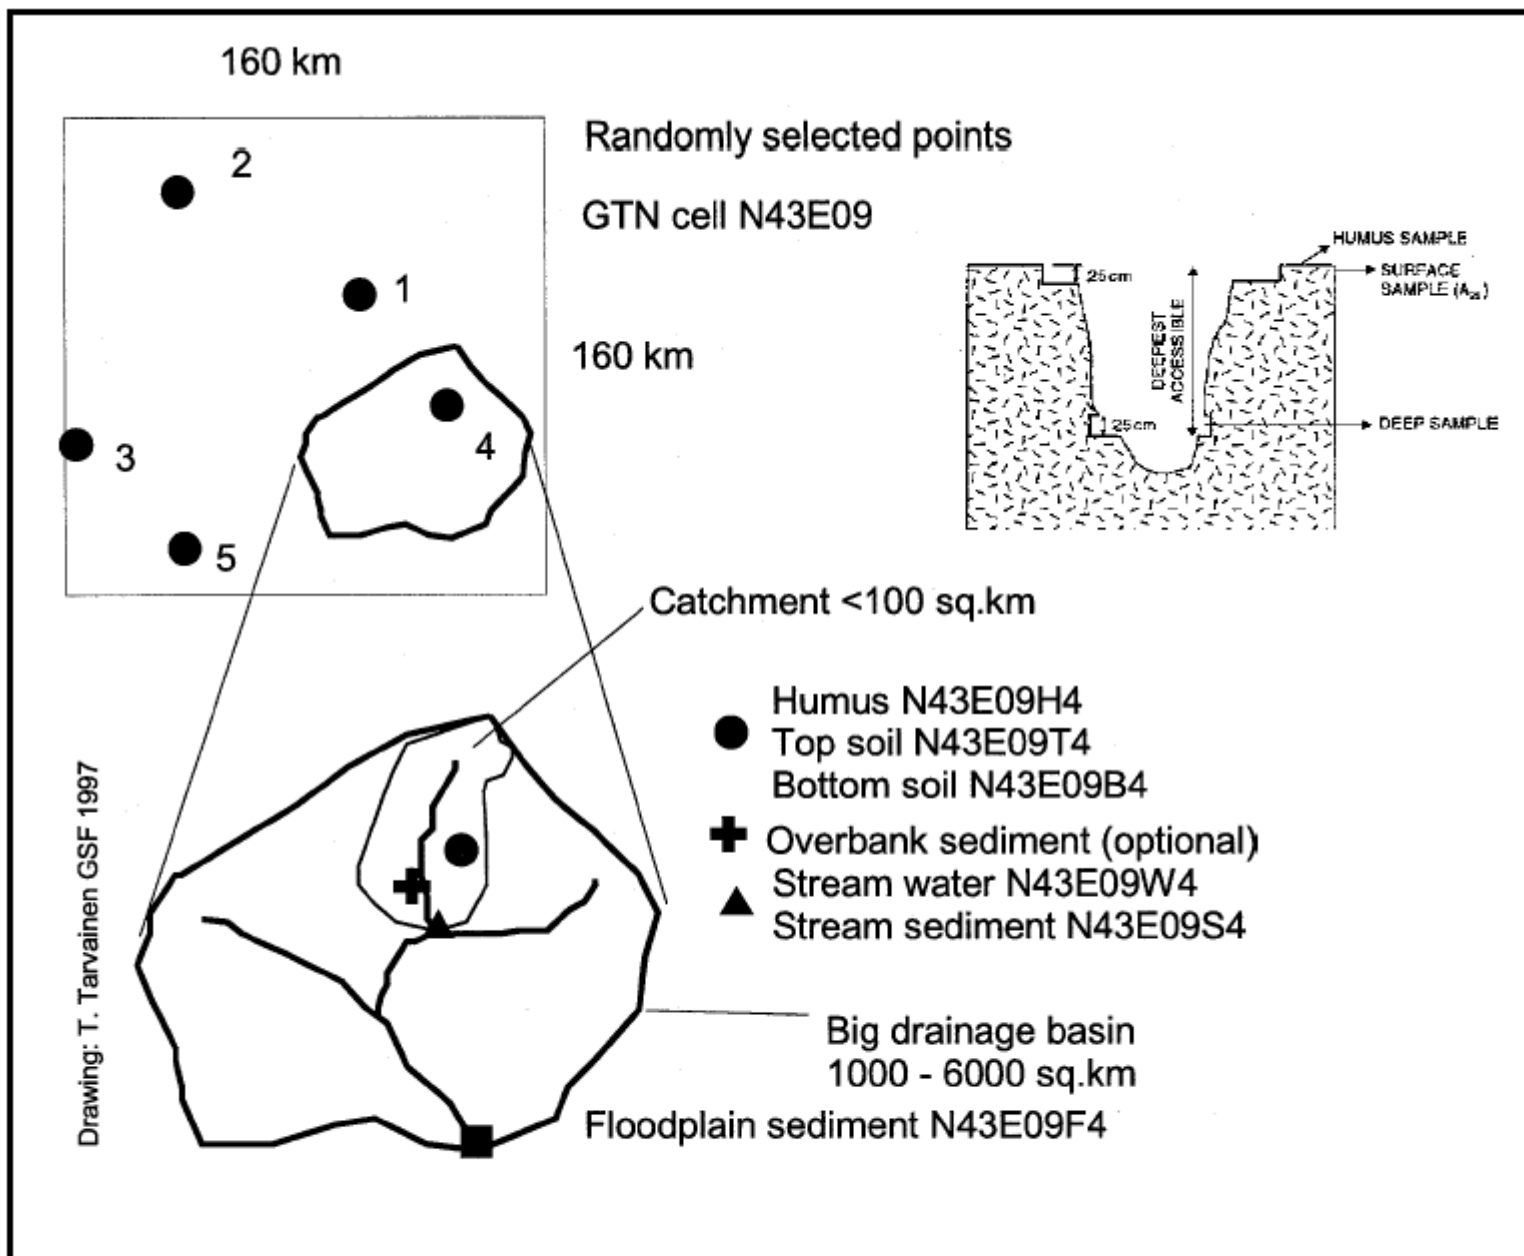 160 km
2
1
3
4
5
160 km
Randomly selected points
GTN cell N43E09
HUMUS SAMPLE
SURFACE
SAMPLE (A₂₅)
25cm
DEEPEST
ACCESSIBLE
25cm
DEEP SAMPLE
Catchment <100 sq.km
Humus N43E09H4
Top soil N43E09T4
Bottom soil N43E09B4
Overbank sediment (optional)
Stream water N43E09W4
Stream sediment N43E09S4
Big drainage basin
1000 - 6000 sq.km
Floodplain sediment N43E09F4
Drawing: T. Tarvainen GSF 1997